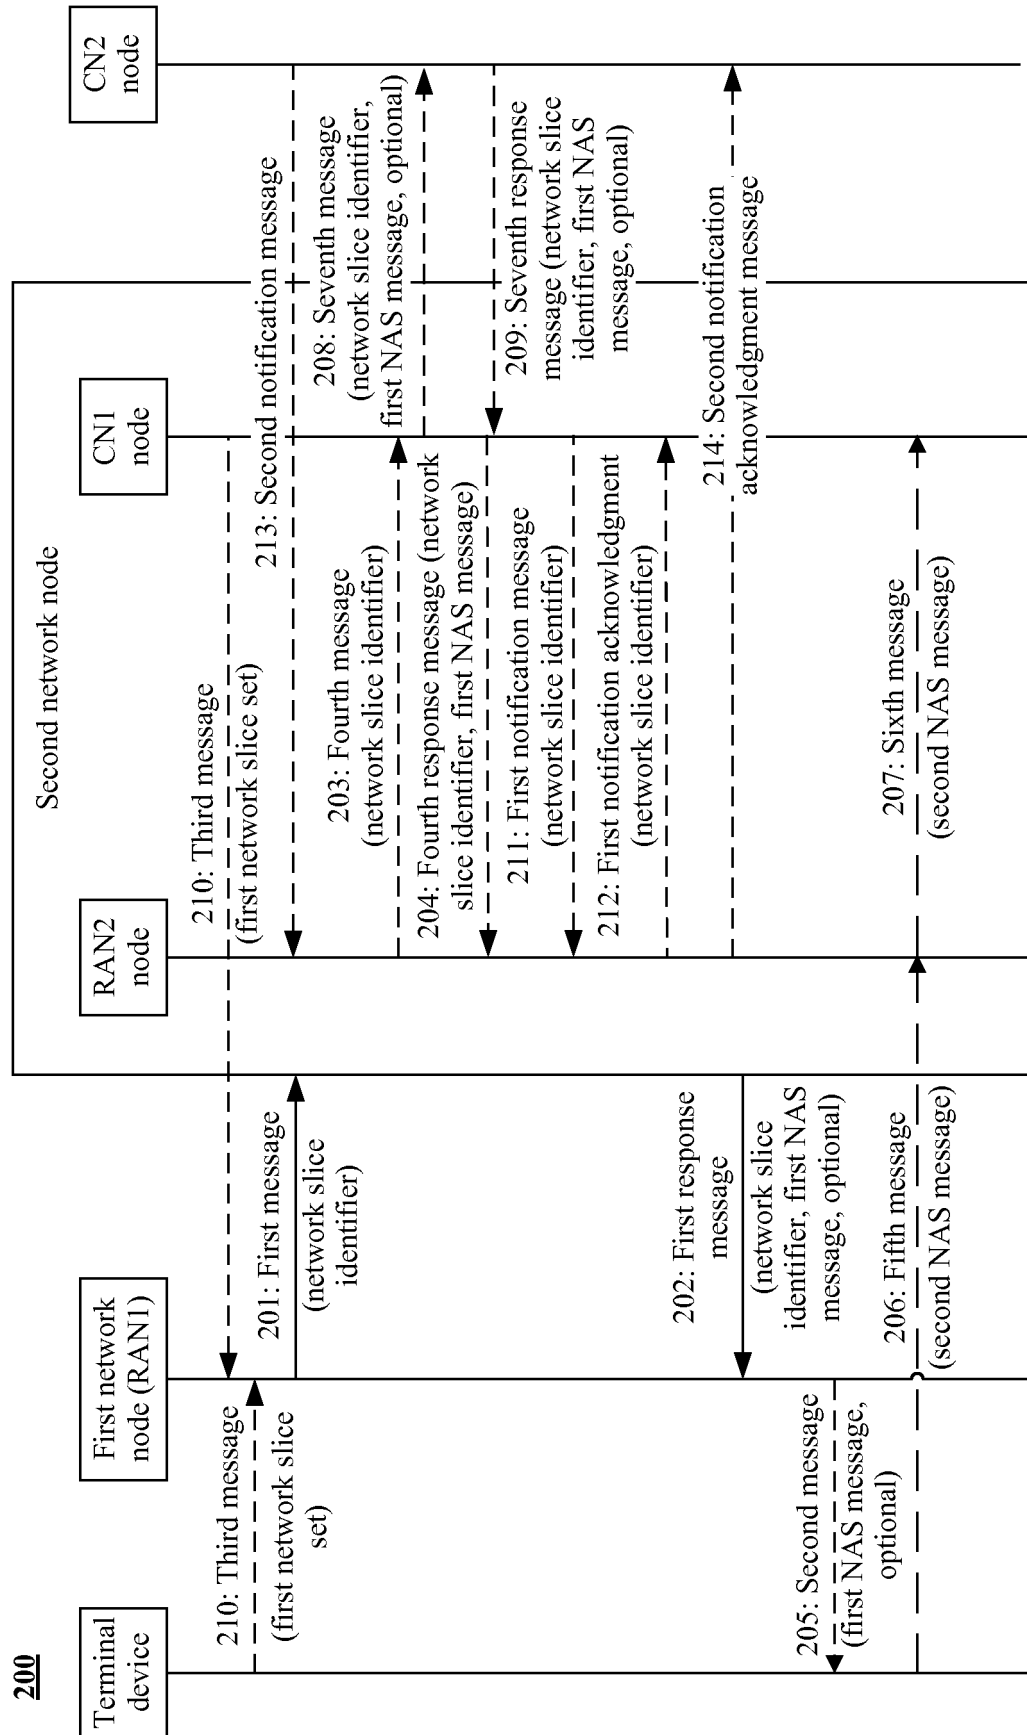 200
Second network node
Terminal
device
First network
node (RAN1)
RAN2
node
CN1
node
CN2
node
210: Third message
(first network slice
set)
210: Third message
(first network slice set)
213: Second notification message
201: First message
(network slice
identifier)
203: Fourth message
(network slice identifier)
208: Seventh message
(network slice identifier,
first NAS message, optional)
204: Fourth response message (network
slice identifier, first NAS message)
209: Seventh response
message (network slice
identifier, first NAS
message, optional)
211: First notification message
(network slice identifier)
212: First notification acknowledgment
(network slice identifier)
214: Second notification
acknowledgment message
202: First response
message
(network slice
identifier, first NAS
message, optional)
205: Second message
(first NAS message,
optional)
206: Fifth message
(second NAS message)
207: Sixth message
(second NAS message)